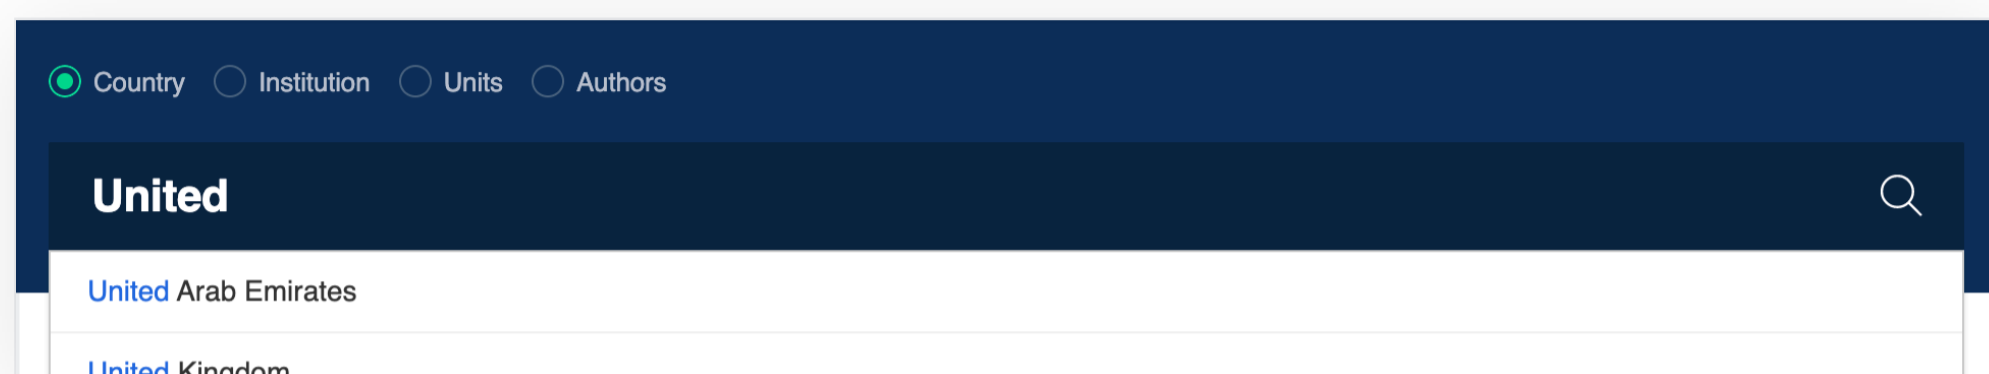 Country Institution Units Authors
United
United Arab Emirates
United Kingdom